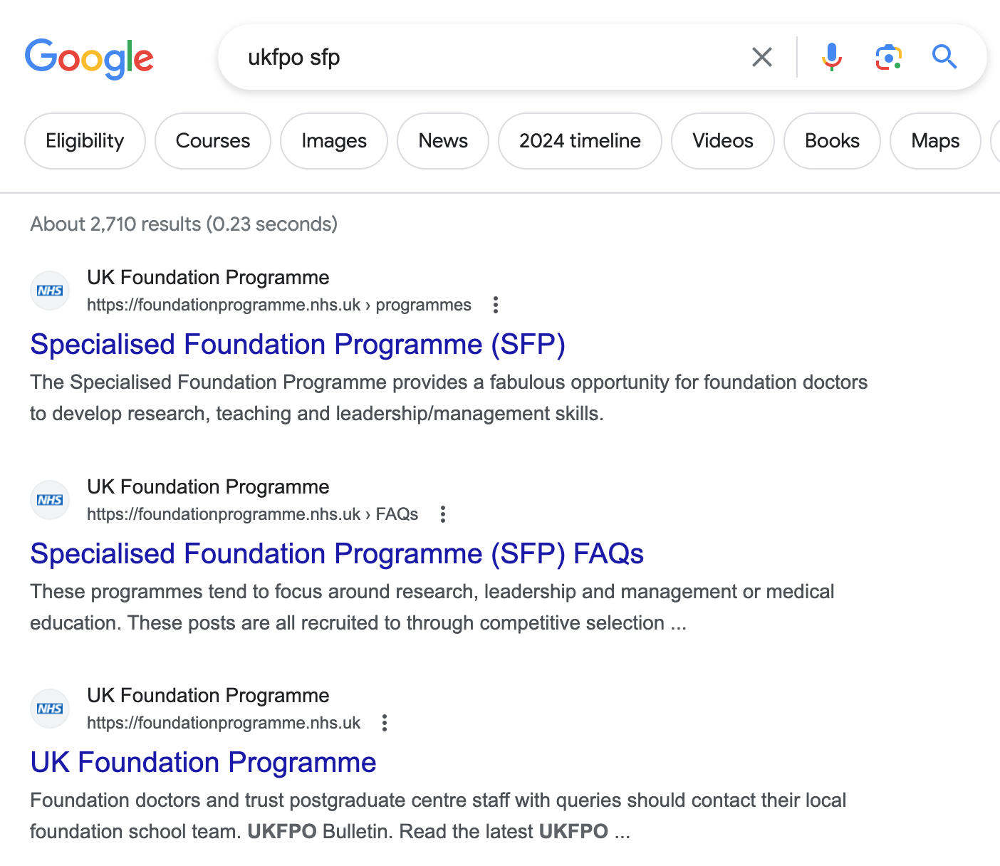 Google
ukfpo sfp
Eligibility
Courses
Images
News
2024 timeline
Videos
Books
Maps
About 2,710 results (0.23 seconds)
NHS
UK Foundation Programme
https://foundationprogramme.nhs.uk › programmes
Specialised Foundation Programme (SFP)
The Specialised Foundation Programme provides a fabulous opportunity for foundation doctors
to develop research, teaching and leadership/management skills.
NHS
UK Foundation Programme
https://foundationprogramme.nhs.uk › FAQs
Specialised Foundation Programme (SFP) FAQs
These programmes tend to focus around research, leadership and management or medical
education. These posts are all recruited to through competitive selection ...
NHS
UK Foundation Programme
https://foundationprogramme.nhs.uk
UK Foundation Programme
Foundation doctors and trust postgraduate centre staff with queries should contact their local
foundation school team. UKFPO Bulletin. Read the latest UKFPO ...